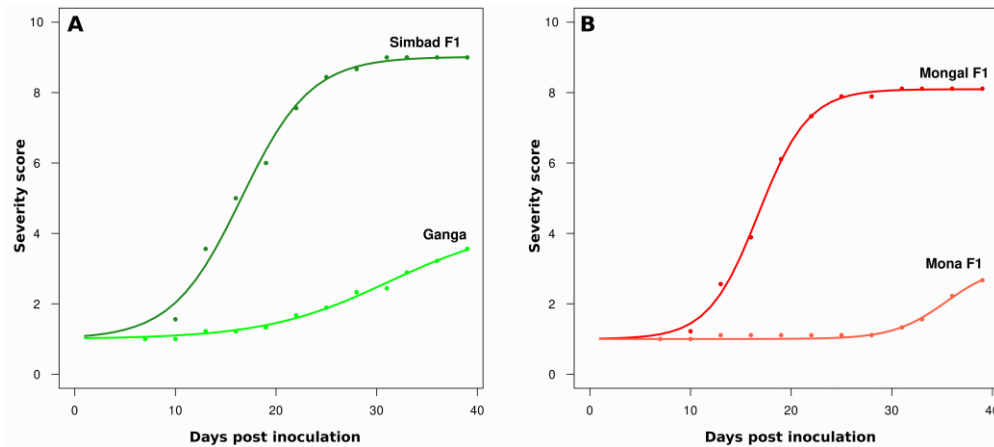 A
Simbad F1
Ganga
Severity score
10
8
6
4
2
0
0 10 20 30 40
Days post inoculation
B
Mongal F1
Mona F1
Severity score
10
8
6
4
2
0
0 10 20 30 40
Days post inoculation